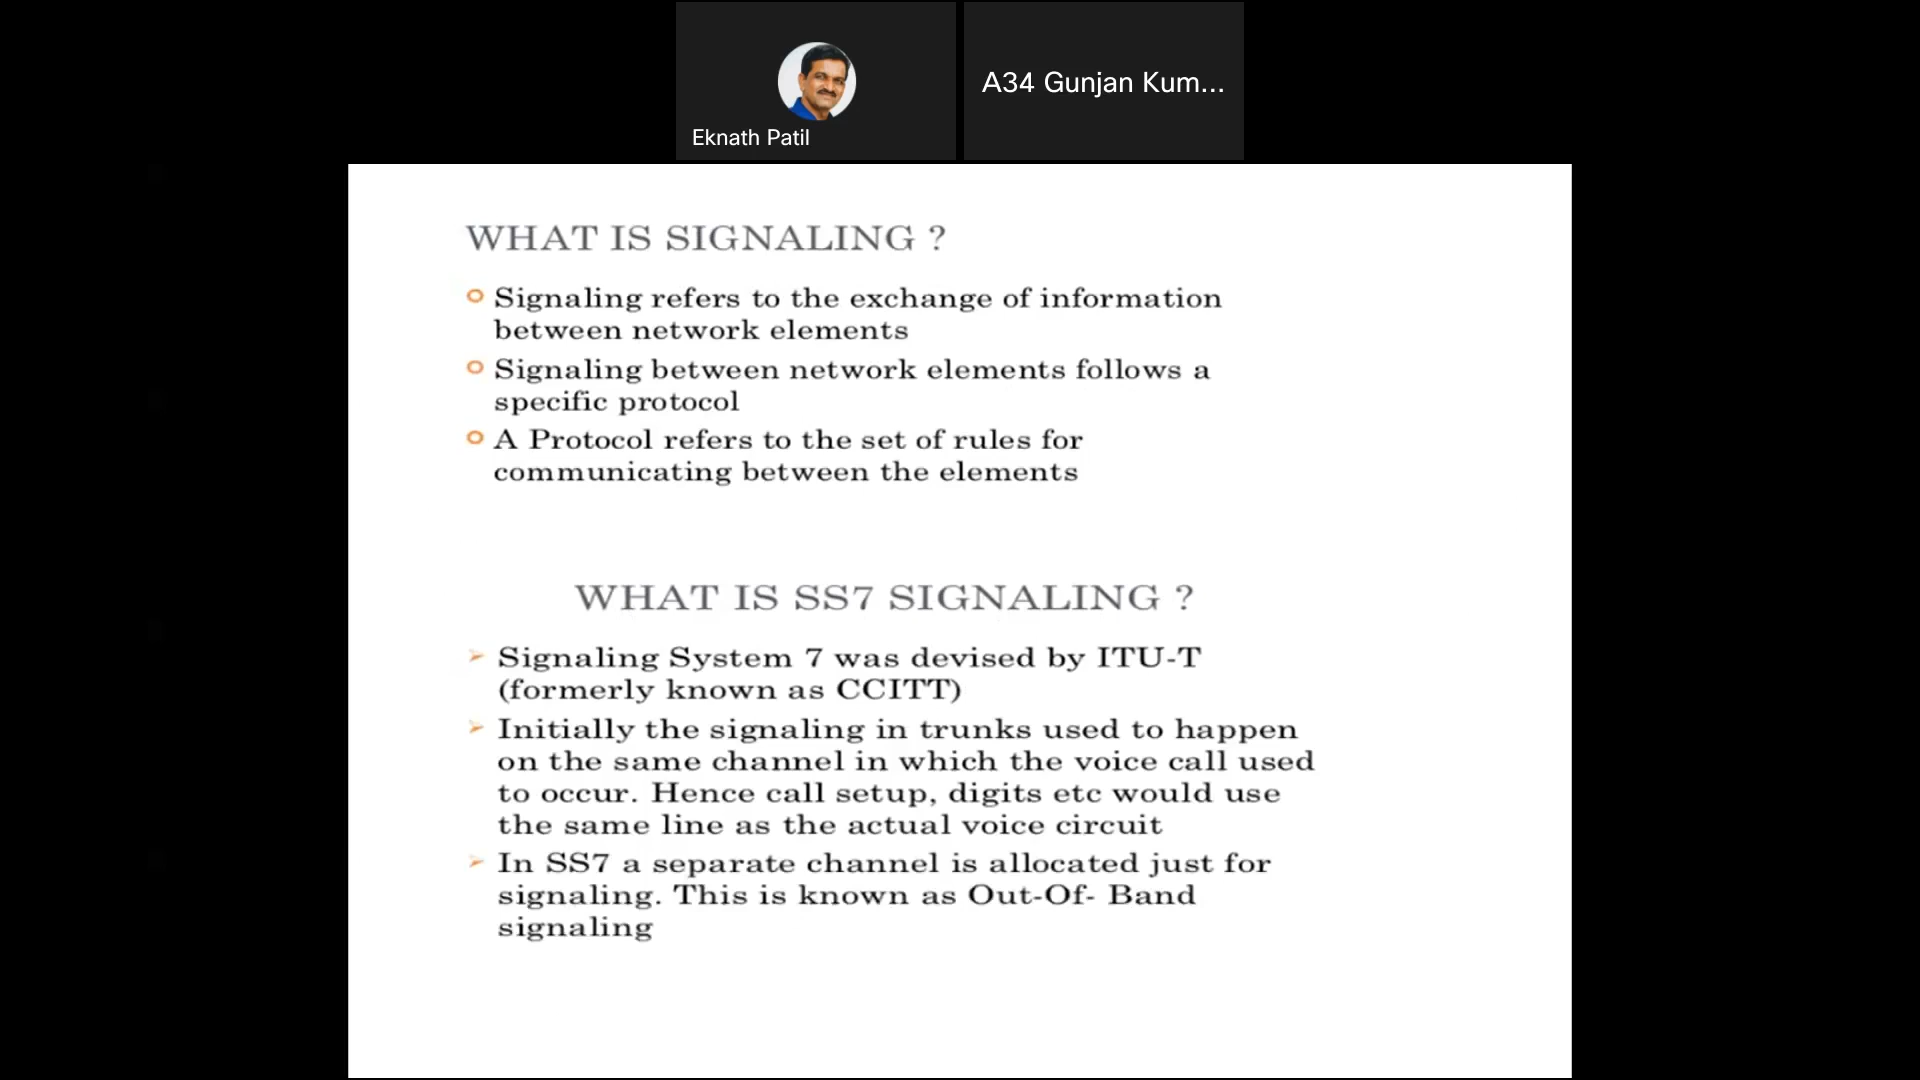 Eknath Patil
A34 Gunjan Kum...
WHAT IS SIGNALING ?
Signaling refers to the exchange of information
between network elements
Signaling between network elements follows a
specific protocol
A Protocol refers to the set of rules for
communicating between the elements
WHAT IS SS7 SIGNALING ?
Signaling System 7 was devised by ITU-T
(formerly known as CCITT)
Initially the signaling in trunks used to happen
on the same channel in which the voice call used
to occur. Hence call setup, digits etc would use
the same line as the actual voice circuit
In SS7 a separate channel is allocated just for
signaling. This is known as Out-Of- Band
signaling